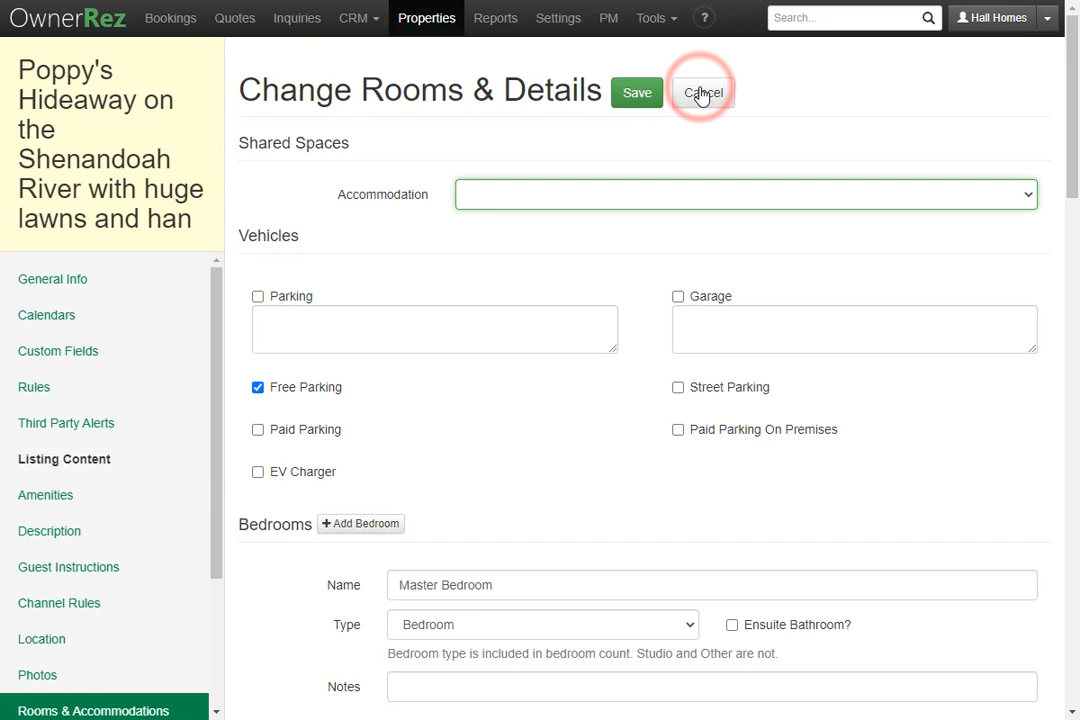 OwnerRez Bookings Quotes Inquiries CRM Properties Reports Settings PM Tools ? Search... Hall Homes
Poppy's
Hideaway on
the
Shenandoah
River with huge
lawns and han
General Info
Calendars
Custom Fields
Rules
Third Party Alerts
Listing Content
Amenities
Description
Guest Instructions
Channel Rules
Location
Photos
Rooms & Accommodations
Change Rooms & Details Save Cancel
Shared Spaces
Accommodation
Vehicles
Parking Garage
Free Parking Street Parking
Paid Parking Paid Parking On Premises
EV Charger
Bedrooms + Add Bedroom
Name Master Bedroom
Type Bedroom Ensuite Bathroom?
Bedroom type is included in bedroom count. Studio and Other are not.
Notes